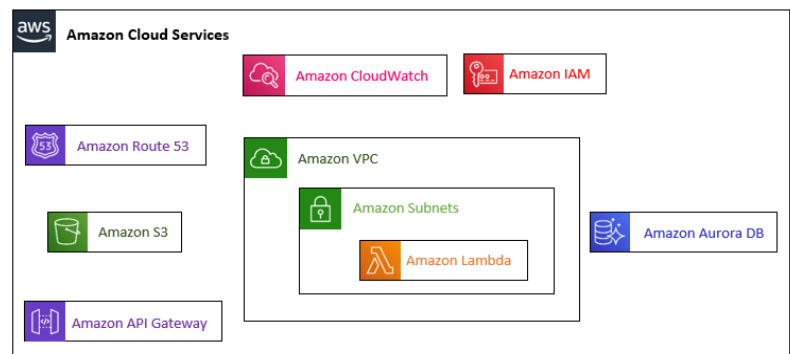 aws
Amazon Cloud Services
Amazon CloudWatch
Amazon IAM
53
Amazon Route 53
Amazon VPC
Amazon Subnets
Amazon S3
Amazon Aurora DB
Amazon Lambda
</>
Amazon API Gateway